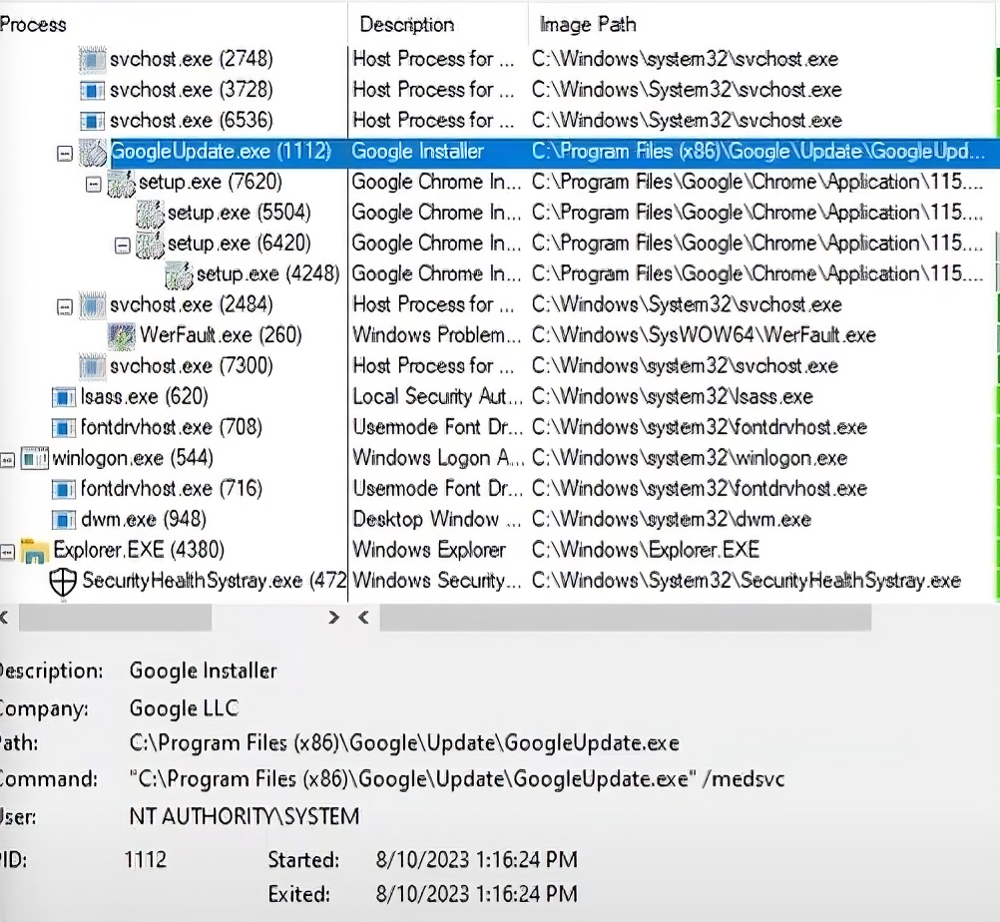 Process Description Image Path
svchost.exe (2748) Host Process for ... C:\Windows\system32\svchost.exe
svchost.exe (3728) Host Process for ... C:\Windows\System32\svchost.exe
svchost.exe (6536) Host Process for ... C:\Windows\System32\svchost.exe
GoogleUpdate.exe (1112) Google Installer C:\Program Files (x86)\Google\Update\GoogleUpd...
setup.exe (7620) Google Chrome In... C:\Program Files\Google\Chrome\Application\115....
setup.exe (5504) Google Chrome In... C:\Program Files\Google\Chrome\Application\115....
setup.exe (6420) Google Chrome In... C:\Program Files\Google\Chrome\Application\115....
setup.exe (4248) Google Chrome In... C:\Program Files\Google\Chrome\Application\115....
svchost.exe (2484) Host Process for ... C:\Windows\System32\svchost.exe
WerFault.exe (260) Windows Problem... C:\Windows\SysWOW64\WerFault.exe
svchost.exe (7300) Host Process for ... C:\Windows\system32\svchost.exe
lsass.exe (620) Local Security Aut... C:\Windows\system32\lsass.exe
fontdrvhost.exe (708) Usermode Font Dr... C:\Windows\system32\fontdrvhost.exe
winlogon.exe (544) Windows Logon A... C:\Windows\system32\winlogon.exe
fontdrvhost.exe (716) Usermode Font Dr... C:\Windows\system32\fontdrvhost.exe
dwm.exe (948) Desktop Window ... C:\Windows\system32\dwm.exe
Explorer.EXE (4380) Windows Explorer C:\Windows\Explorer.EXE
SecurityHealthSystray.exe (472 Windows Security... C:\Windows\System32\SecurityHealthSystray.exe
escription: Google Installer
ompany: Google LLC
ath: C:\Program Files (x86)\Google\Update\GoogleUpdate.exe
ommand: "C:\Program Files (x86)\Google\Update\GoogleUpdate.exe" /medsvc
ser: NT AUTHORITY\SYSTEM
ID: 1112 Started: 8/10/2023 1:16:24 PM
Exited: 8/10/2023 1:16:24 PM